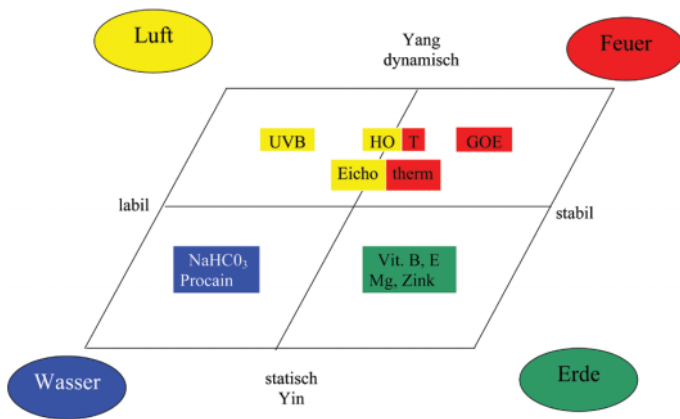 Luft
Yang
dynamisch
Feuer
UVB
HO T
GOE
Eicho therm
labil
stabil
NaHC0₃
Procain
Vit. B, E
Mg, Zink
Wasser
statisch
Yin
Erde